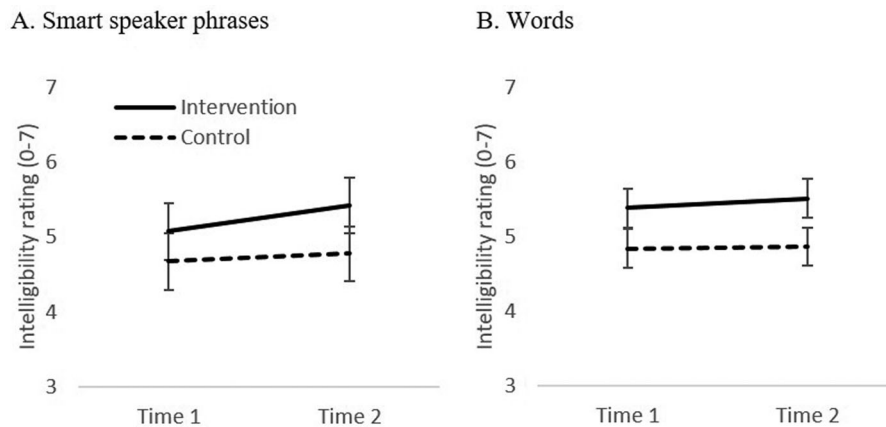 A. Smart speaker phrases
Intelligibility rating (0-7)
7
6
5
4
3
Intervention
Control
Time 1 Time 2
B. Words
Intelligibility rating (0-7)
7
6
5
4
3
Time 1 Time 2